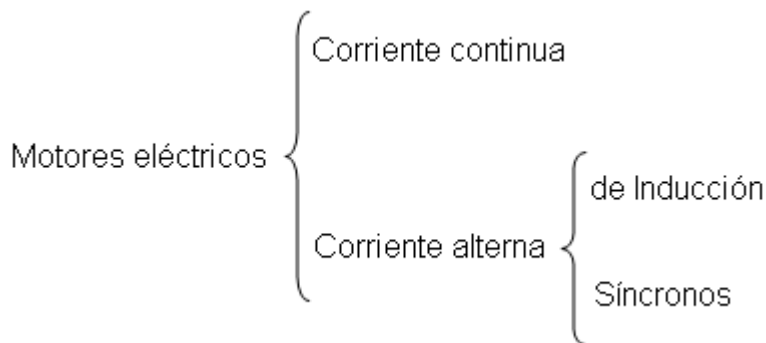 Corriente continua
Motores eléctricos
de Inducción
Corriente alterna
Síncronos